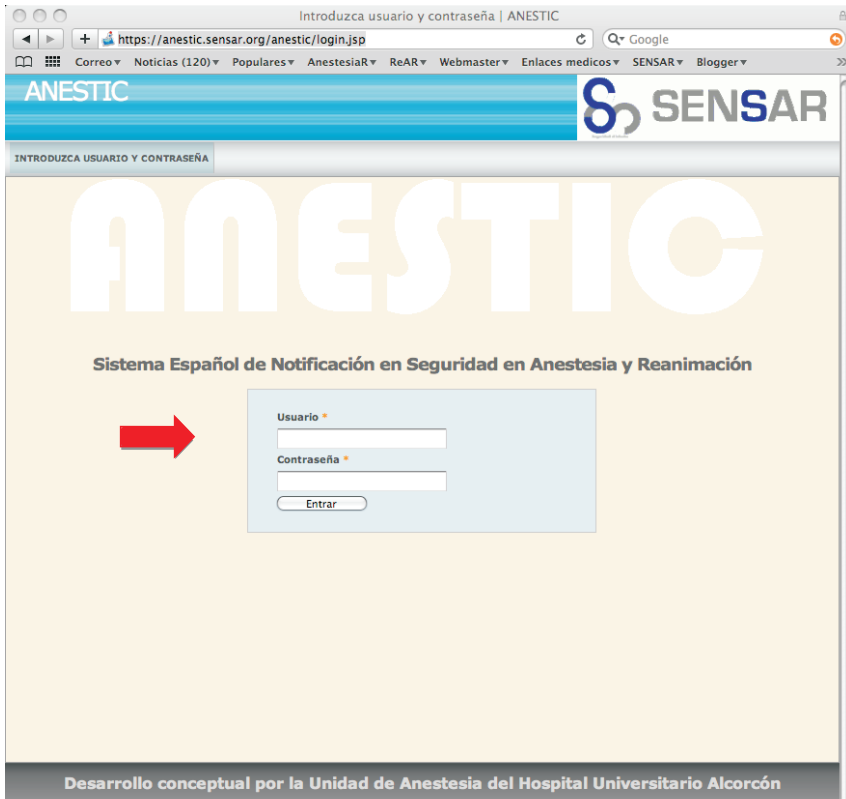 Introduzca usuario y contraseña | ANESTIC
https://anestic.sensar.org/anestic/login.jsp
Google
Correo Noticias (120) Populares AnestesiaR ReAR Webmaster Enlaces medicos SENSAR Blogger
ANESTIC
SENSAR
INTRODUZCA USUARIO Y CONTRASEÑA
ANESTIC
Sistema Español de Notificación en Seguridad en Anestesia y Reanimación
Usuario *
Contraseña *
Entrar
Desarrollo conceptual por la Unidad de Anestesia del Hospital Universitario Alcorcón